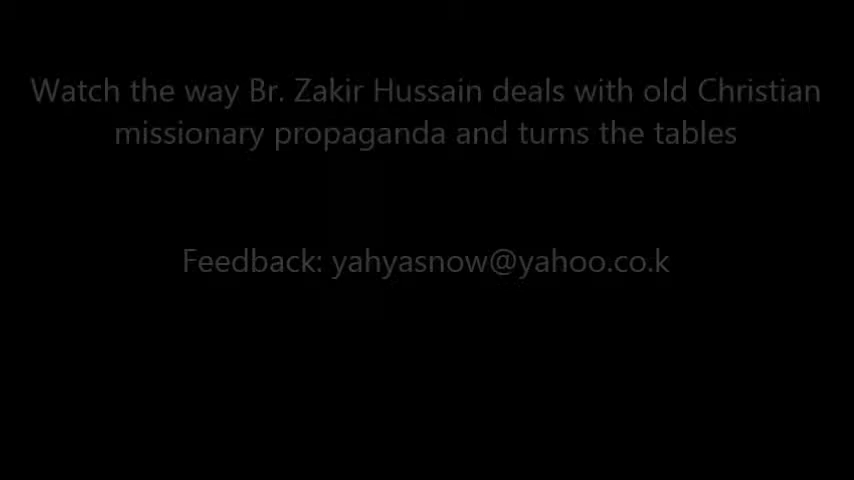 Watch the way Br. Zakir Hussain deals with old Christian
missionary propaganda and turns the tables
Feedback: yahyasnow@yahoo.co.k